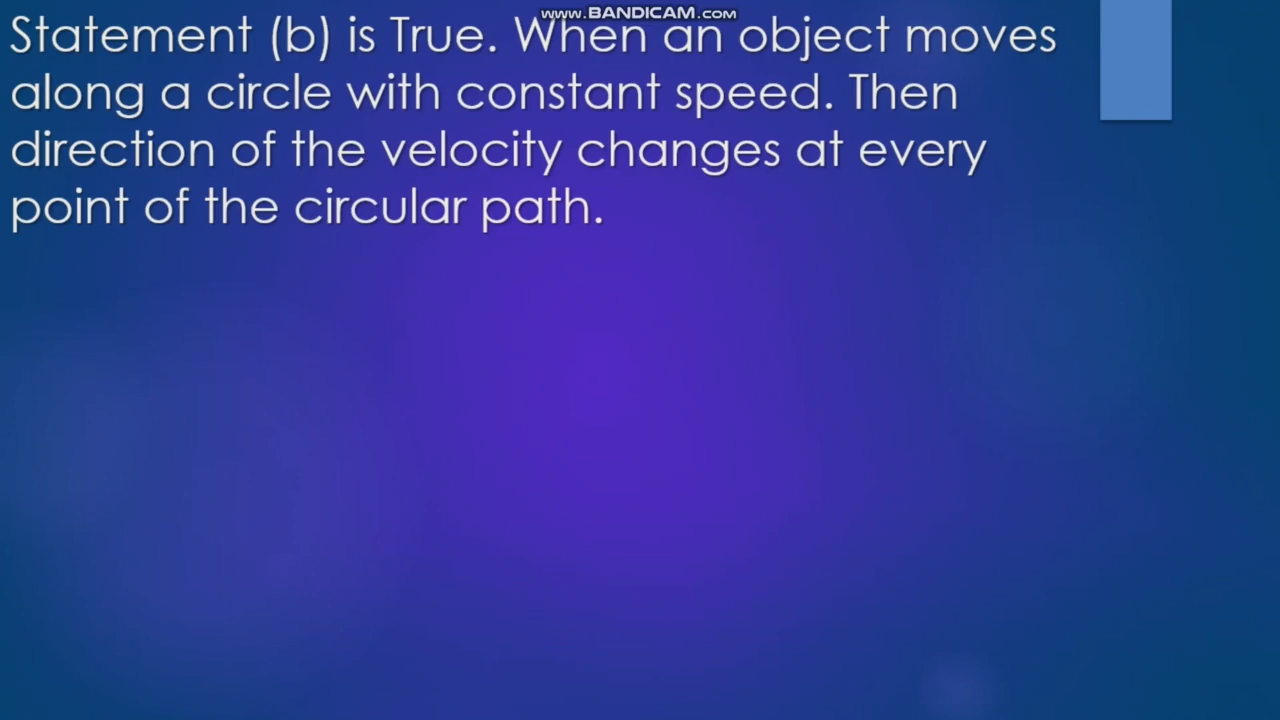 www.BANDICAM.com
Statement (b) is True. When an object moves
along a circle with constant speed. Then
direction of the velocity changes at every
point of the circular path.